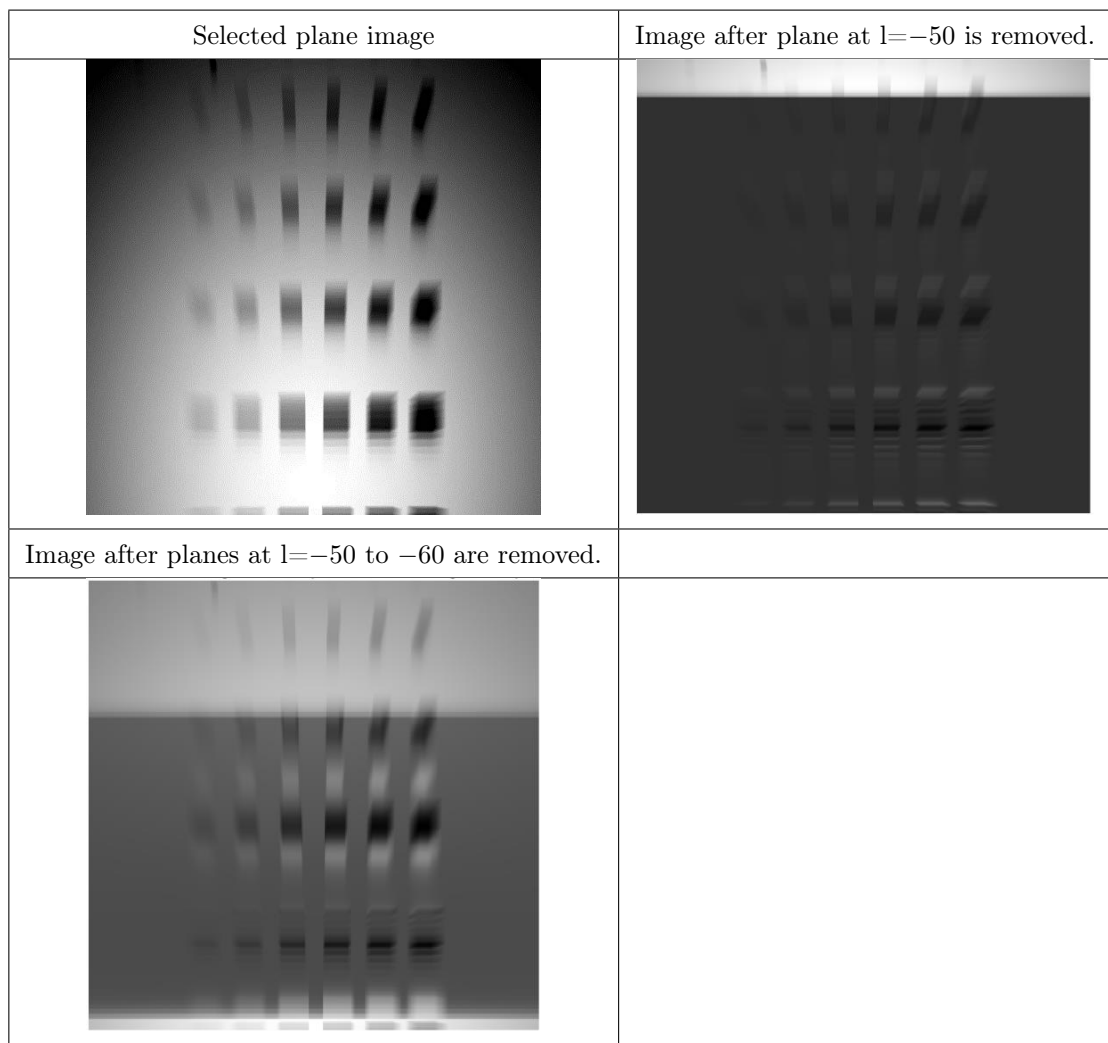 Selected plane image
Image after plane at l=−50 is removed.
Image after planes at l=−50 to −60 are removed.